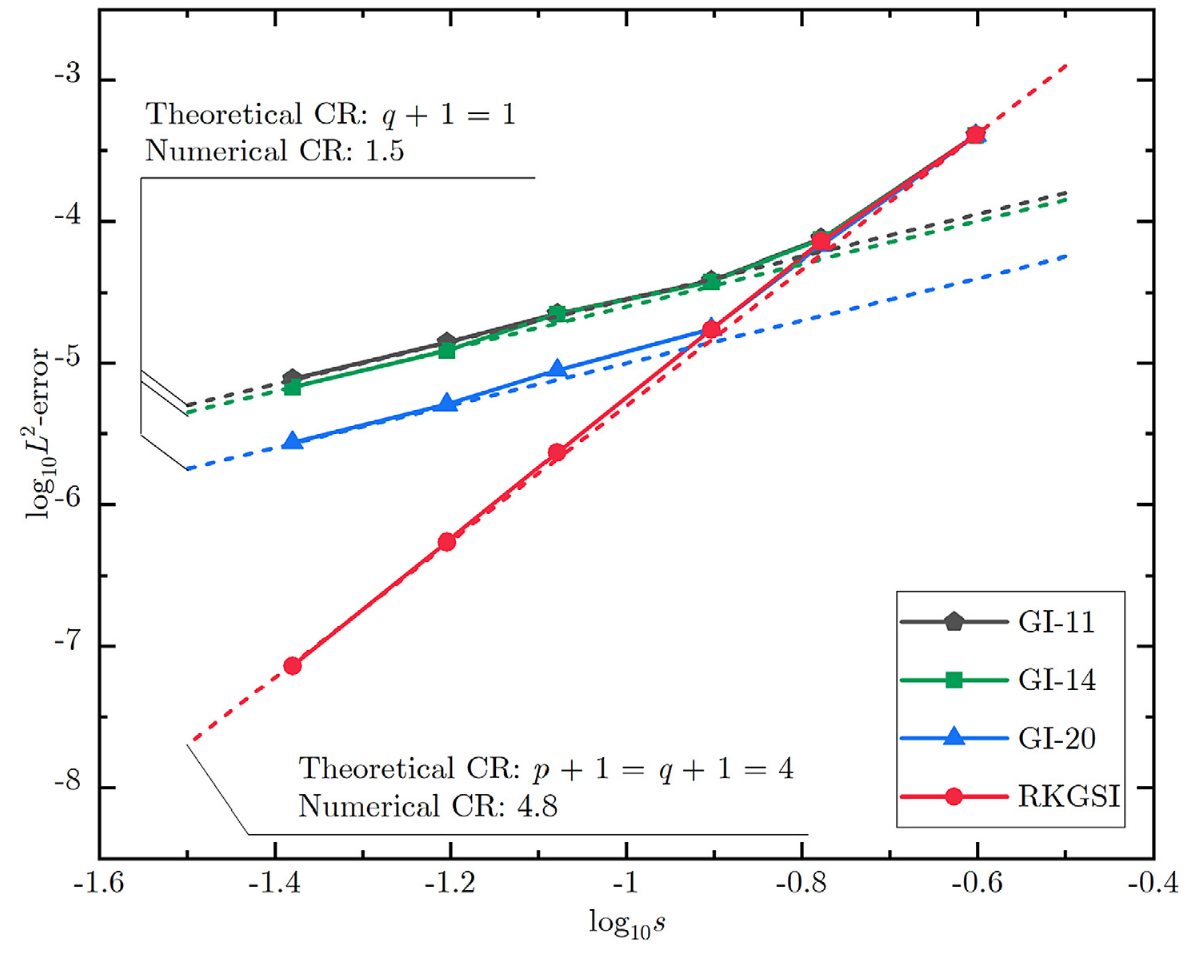 -3
-4
-5
-6
-7
-8
log₁₀L²-error
Theoretical CR: q + 1 = 1
Numerical CR: 1.5
Theoretical CR: p + 1 = q + 1 = 4
Numerical CR: 4.8
GI-11
GI-14
GI-20
RKGSI
-1.6 -1.4 -1.2 -1 -0.8 -0.6 -0.4
log₁₀s